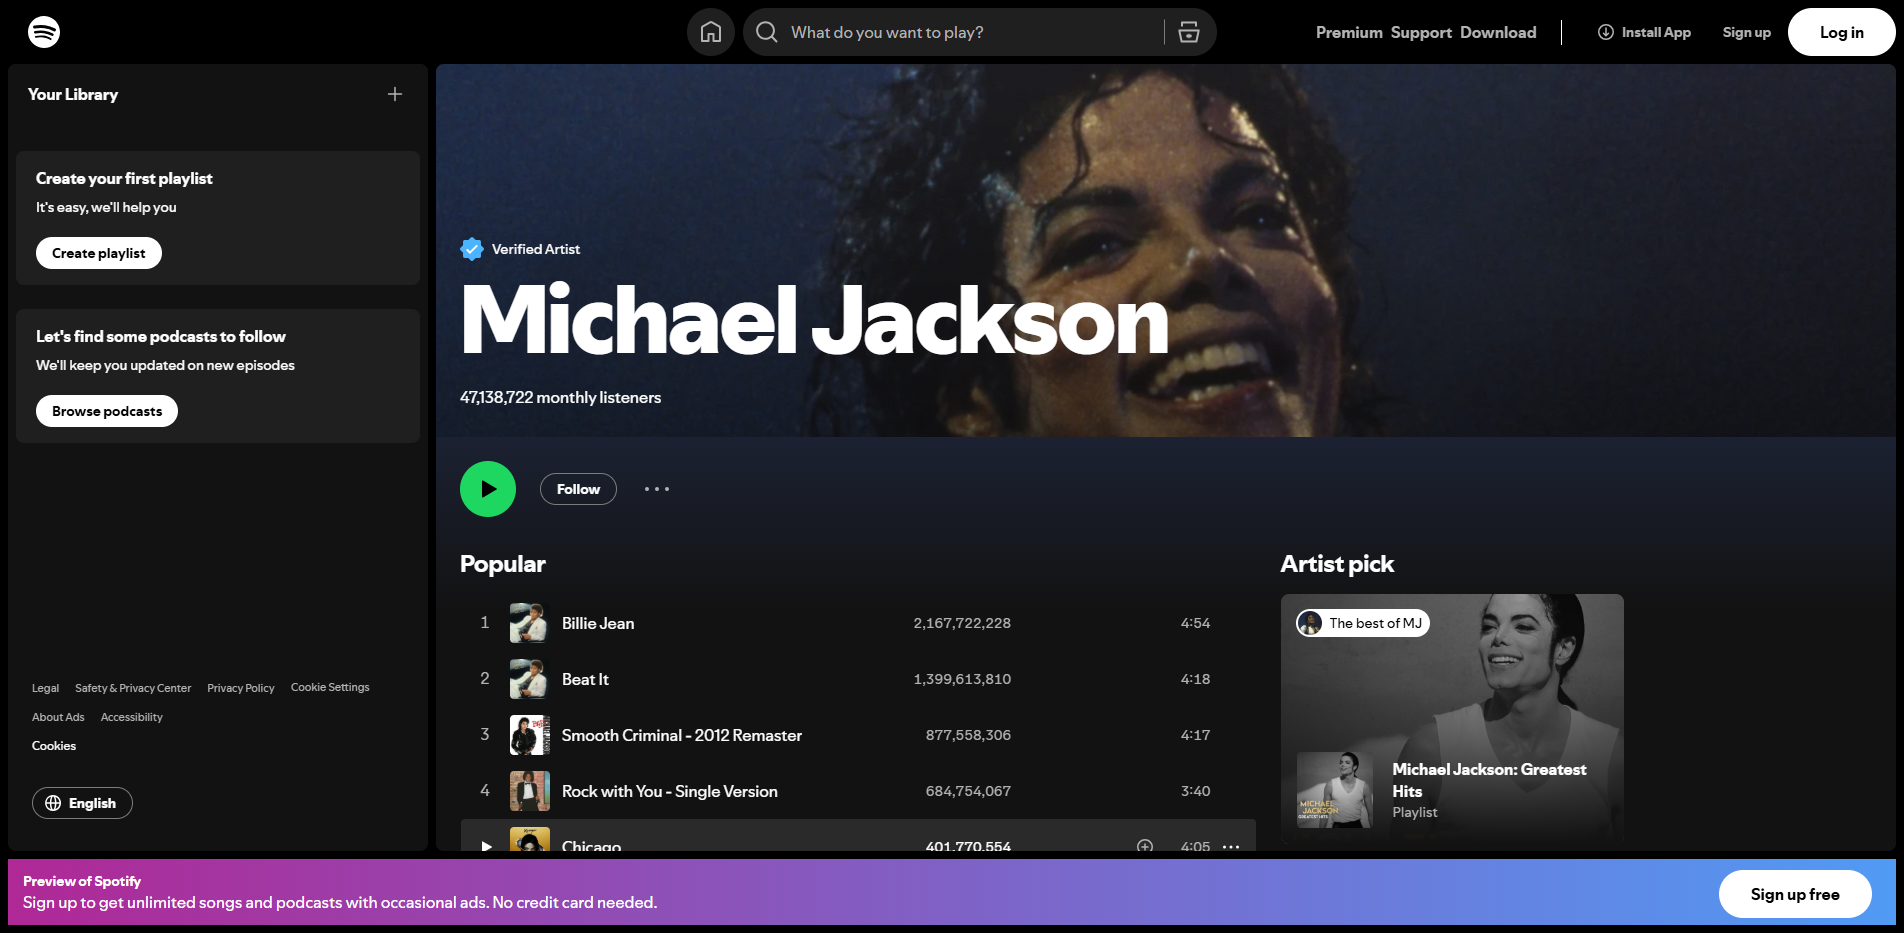 What do you want to play?
Premium Support Download
Install App
Sign up
Log in
Your Library
Create your first playlist
It's easy, we'll help you
Create playlist
Let's find some podcasts to follow
We'll keep you updated on new episodes
Browse podcasts
Legal Safety & Privacy Center Privacy Policy Cookie Settings
About Ads Accessibility
Cookies
English
Verified Artist
Michael Jackson
47,138,722 monthly listeners
Follow
Popular
1 Billie Jean 2,167,722,228 4:54
2 Beat It 1,399,613,810 4:18
3 Smooth Criminal - 2012 Remaster 877,558,306 4:17
4 Rock with You - Single Version 684,754,067 3:40
Chicago 401,770,554 4:05
Artist pick
The best of MJ
MICHAEL
JACKSON
GREATEST HITS
Michael Jackson: Greatest
Hits
Playlist
Preview of Spotify
Sign up to get unlimited songs and podcasts with occasional ads. No credit card needed.
Sign up free